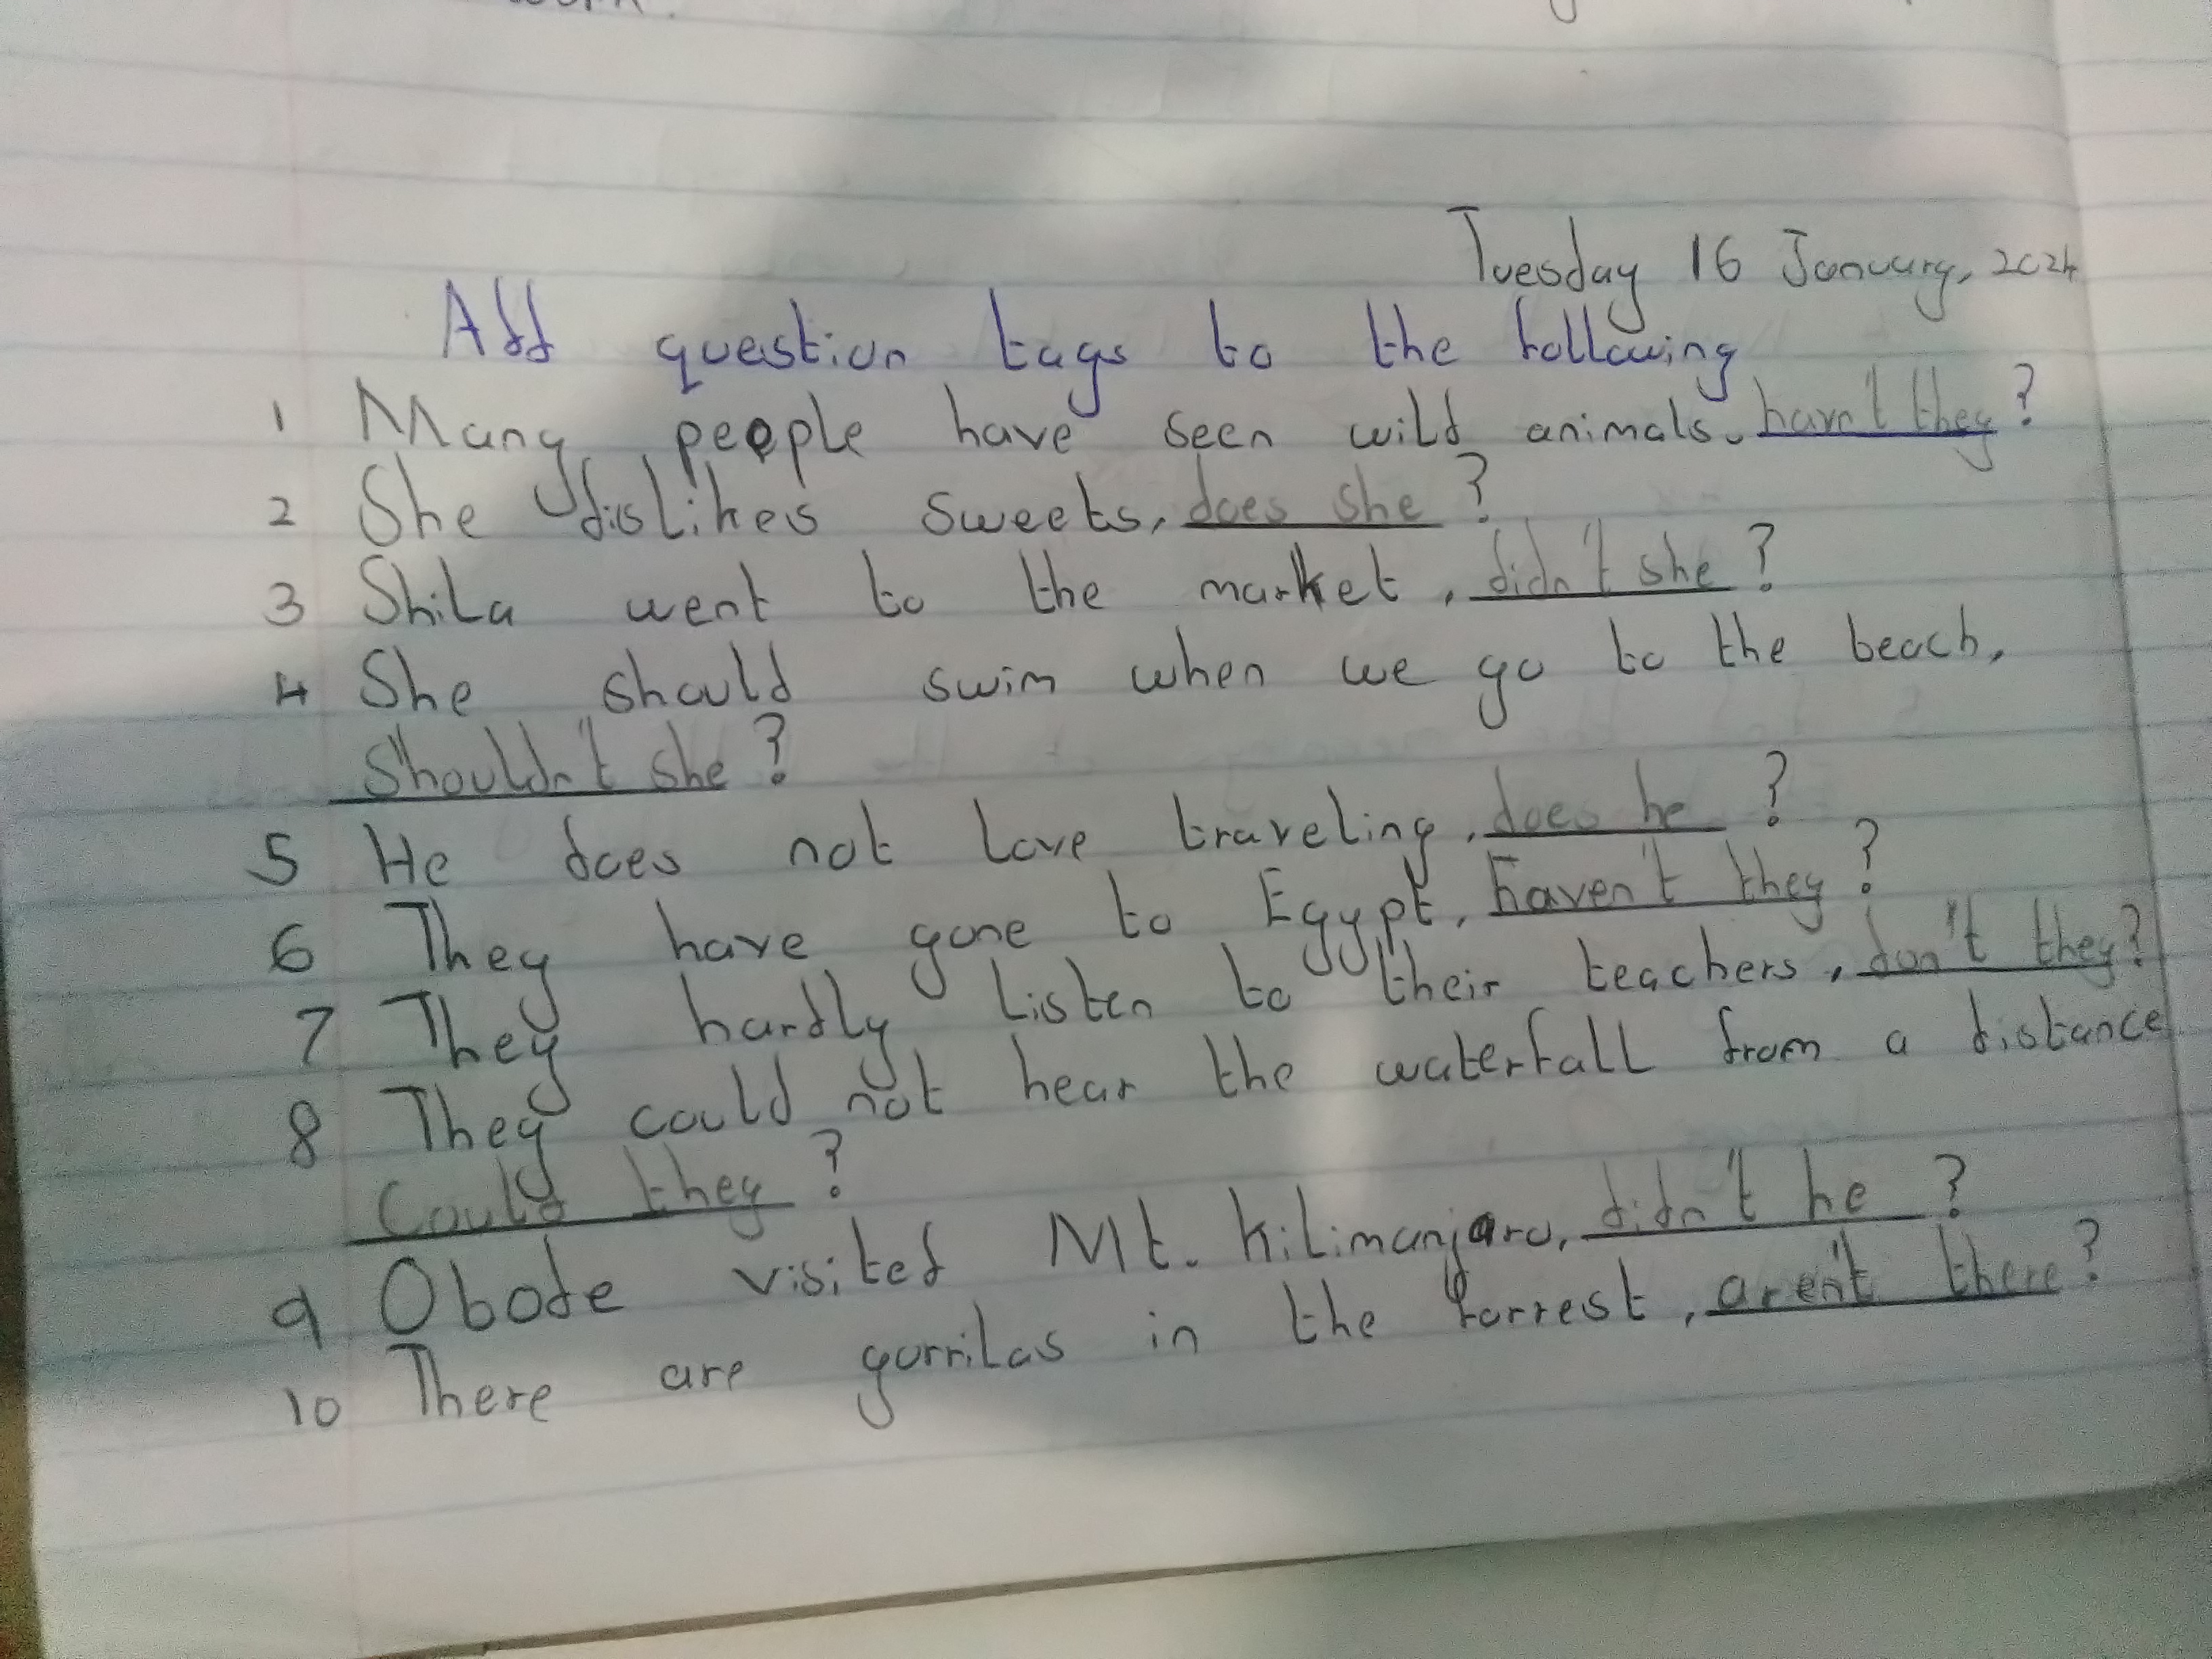 Tuesday 16 January, 2024
Add question tags to the following
1 Many people have seen wild animals. havn't they?
2 She dislikes sweets, does she?
3 Shila went to the market, didn't she?
4 She should swim when we go to the beach,
Shouldn't she?
5 He does not love traveling, does he?
6 They have gone to Egypt, haven't they?
7 They hardly listen to their teachers, don't they?
8 They could not hear the waterfall from a distance
Could they?
9 Obode visited Mt. Kilimanjaro, didn't he?
10 There are gorrilas in the forrest, aren't there?